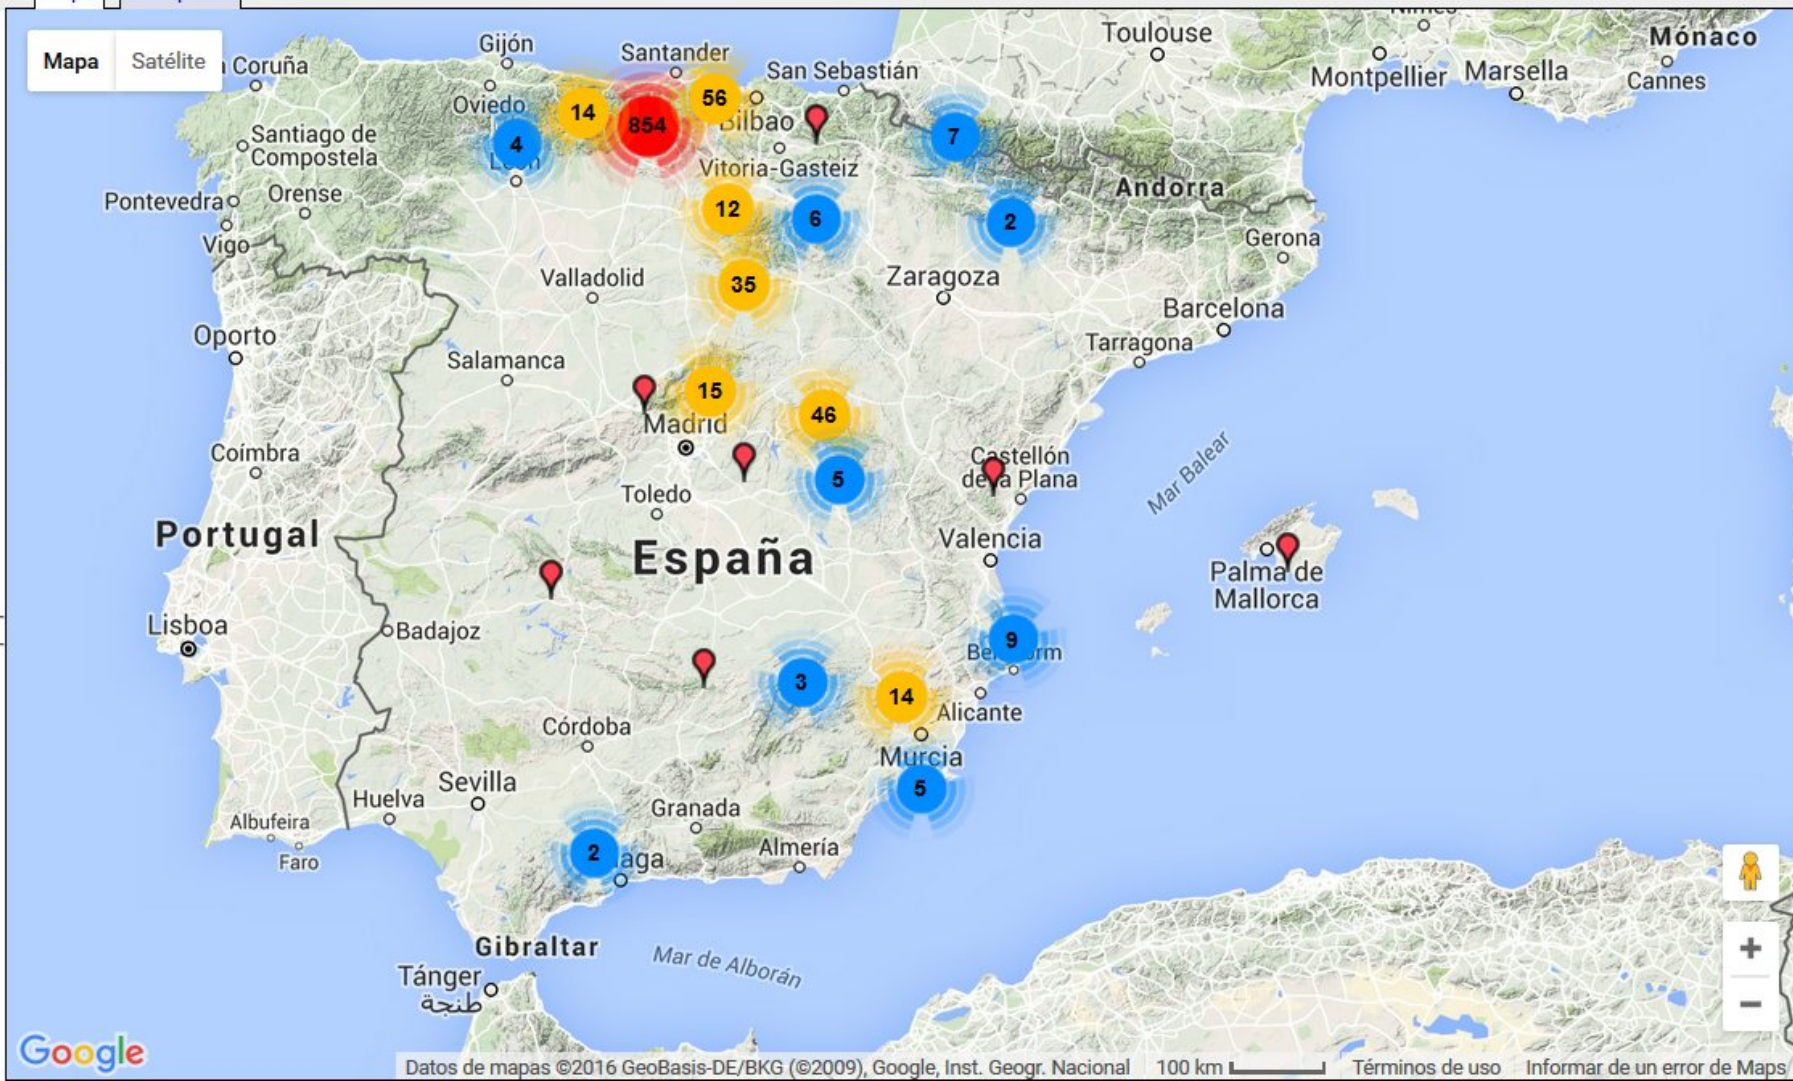 Mapa
Satélite
Coruña
Gijón
Santander
San Sebastián
Toulouse
Montpellier
Marsella
Mónaco
Cannes
Oviedo
14
854
56
Bilbao
7
Santiago de
Compostela
4
León
Vitoria-Gasteiz
Andorra
Pontevedra
Orense
12
6
2
Vigo
Gerona
Valladolid
35
Zaragoza
Barcelona
Oporto
Salamanca
Tarragona
15
46
Madrid
Coímbra
Castellón
de la Plana
5
Mar Balear
Toledo
Portugal
España
Valencia
Palma de
Mallorca
Lisboa
Badajoz
9
Benidorm
3
14
Alicante
Córdoba
Murcia
Sevilla
5
Huelva
Granada
Albufeira
Faro
2
Almería
Gibraltar
Mar de Alborán
Tánger
طنجة
+
−
Google
Datos de mapas ©2016 GeoBasis-DE/BKG (©2009), Google, Inst. Geogr. Nacional 100 km Términos de uso Informar de un error de Maps